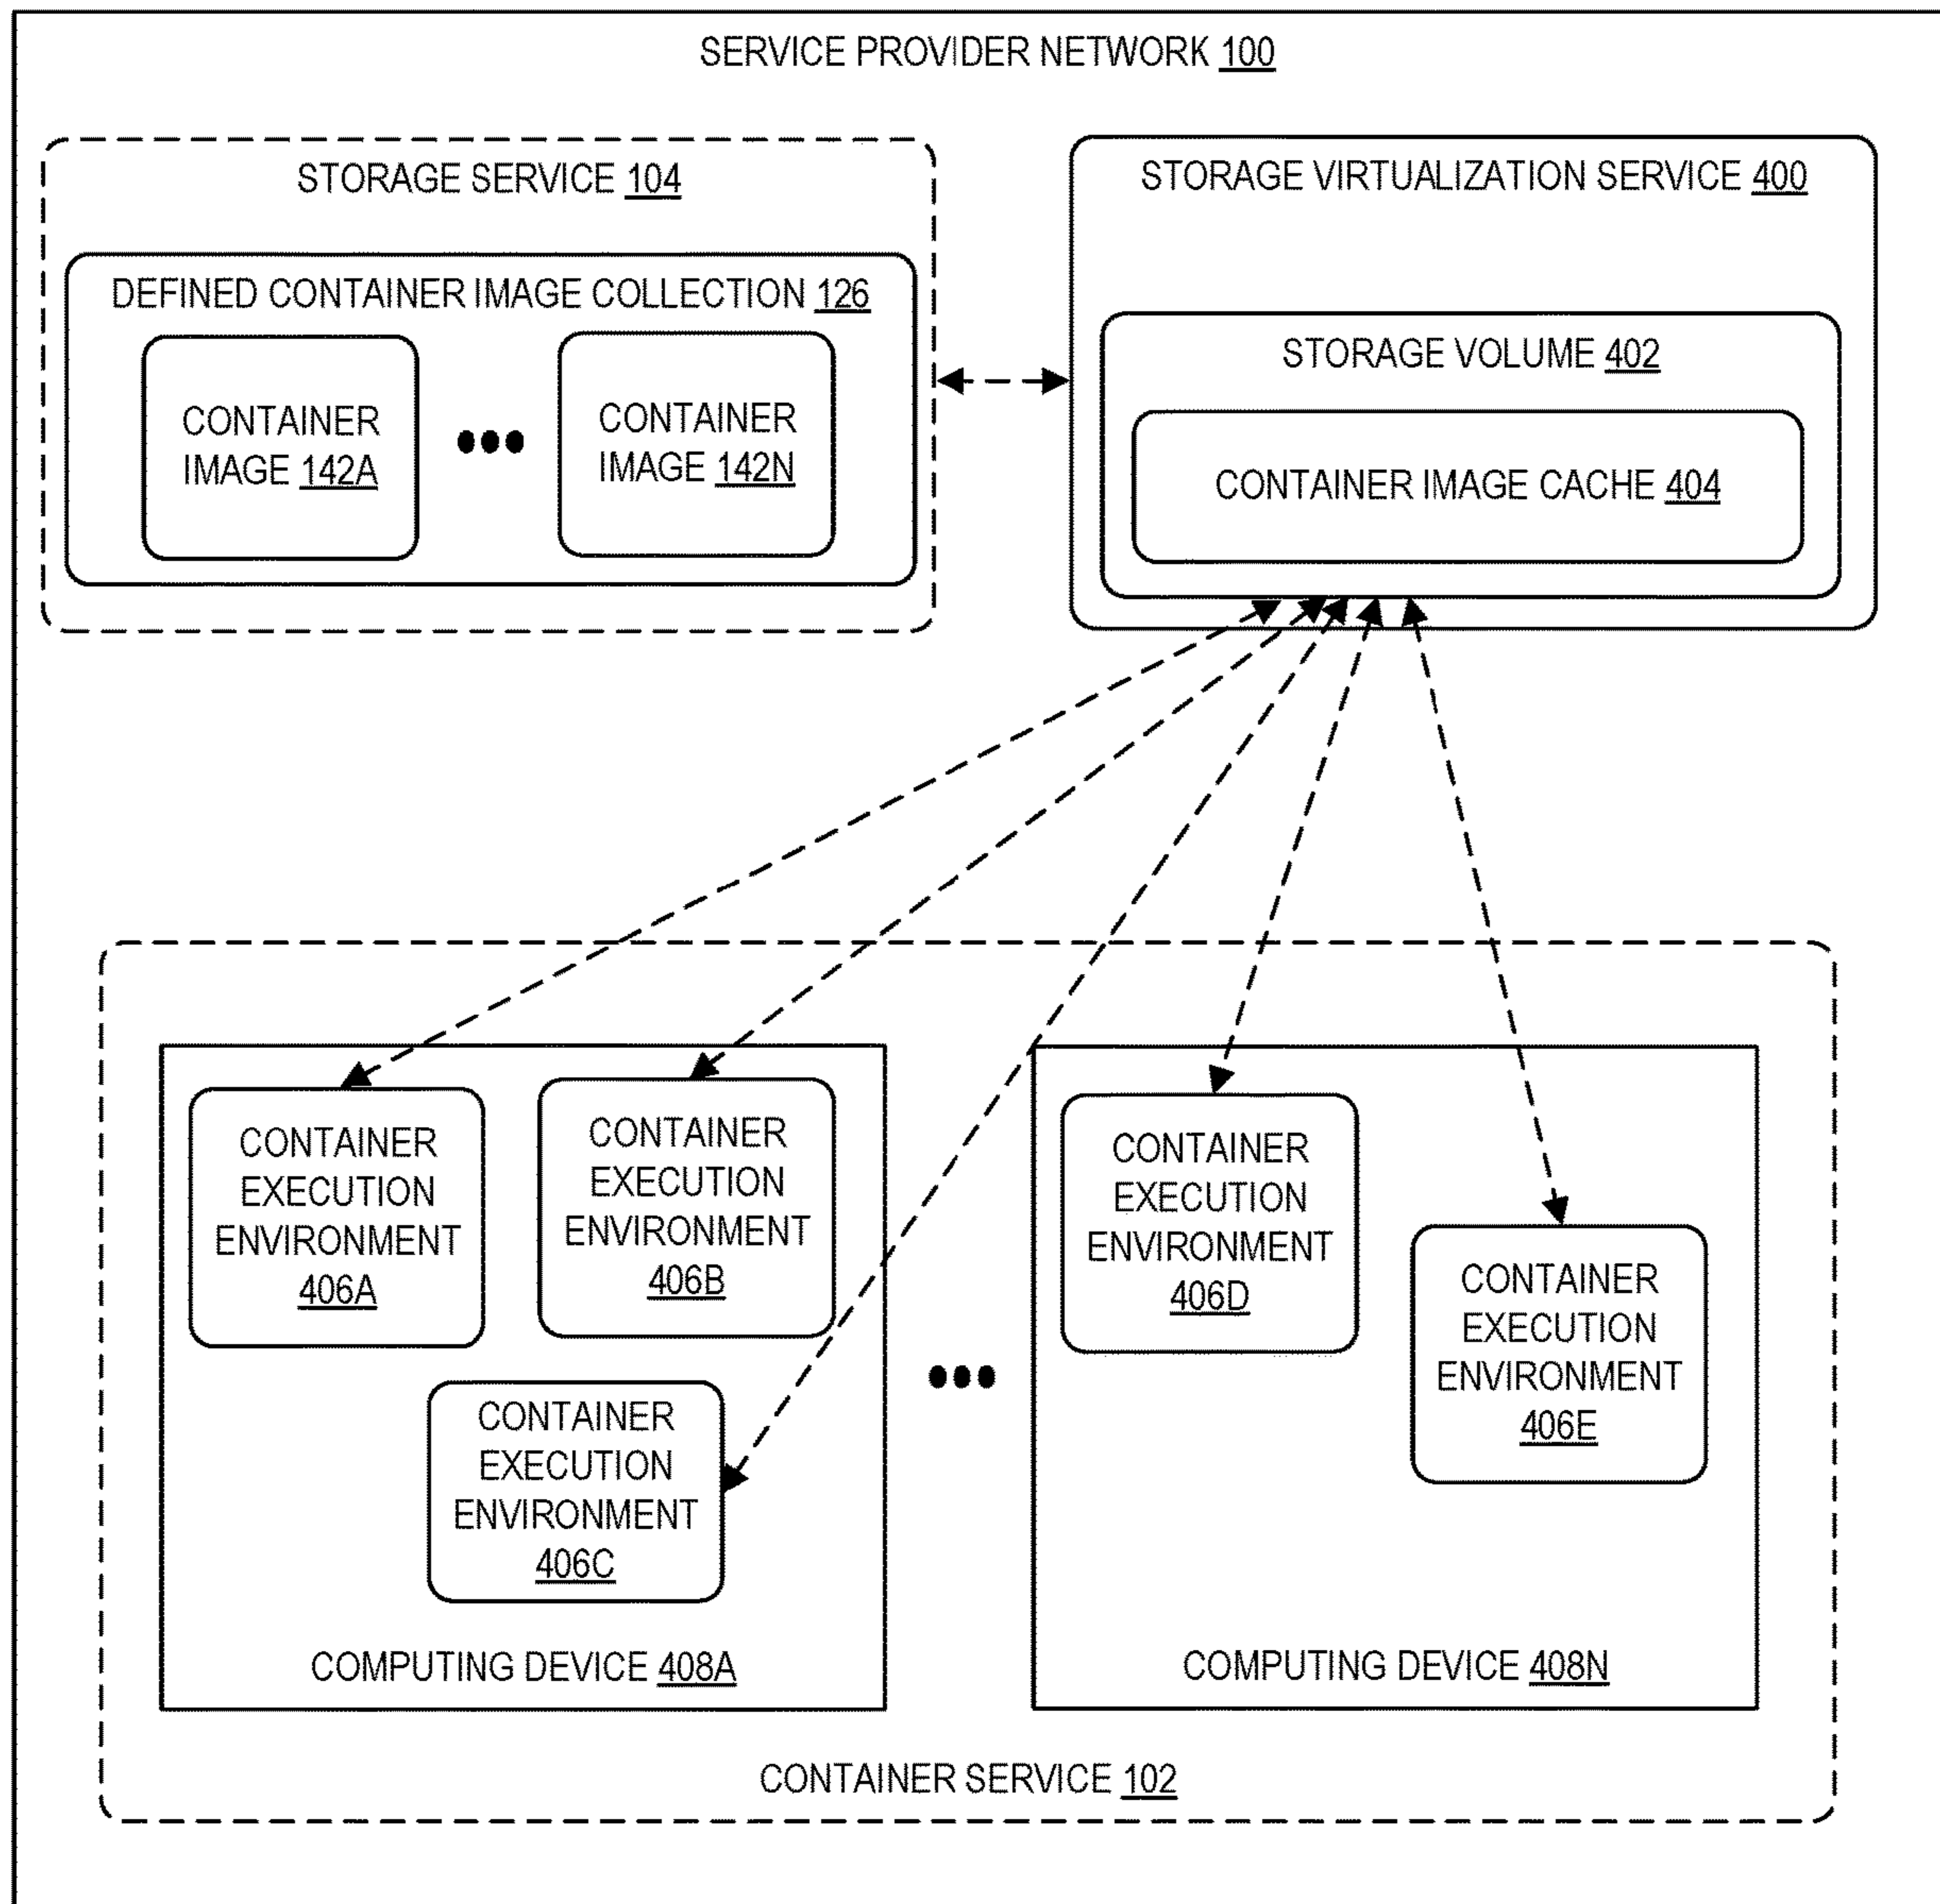 SERVICE PROVIDER NETWORK 100
STORAGE SERVICE 104
DEFINED CONTAINER IMAGE COLLECTION 126
CONTAINER
IMAGE 142A
CONTAINER
IMAGE 142N
STORAGE VIRTUALIZATION SERVICE 400
STORAGE VOLUME 402
CONTAINER IMAGE CACHE 404
CONTAINER
EXECUTION
ENVIRONMENT
406A
CONTAINER
EXECUTION
ENVIRONMENT
406B
CONTAINER
EXECUTION
ENVIRONMENT
406C
COMPUTING DEVICE 408A
CONTAINER
EXECUTION
ENVIRONMENT
406D
CONTAINER
EXECUTION
ENVIRONMENT
406E
COMPUTING DEVICE 408N
CONTAINER SERVICE 102